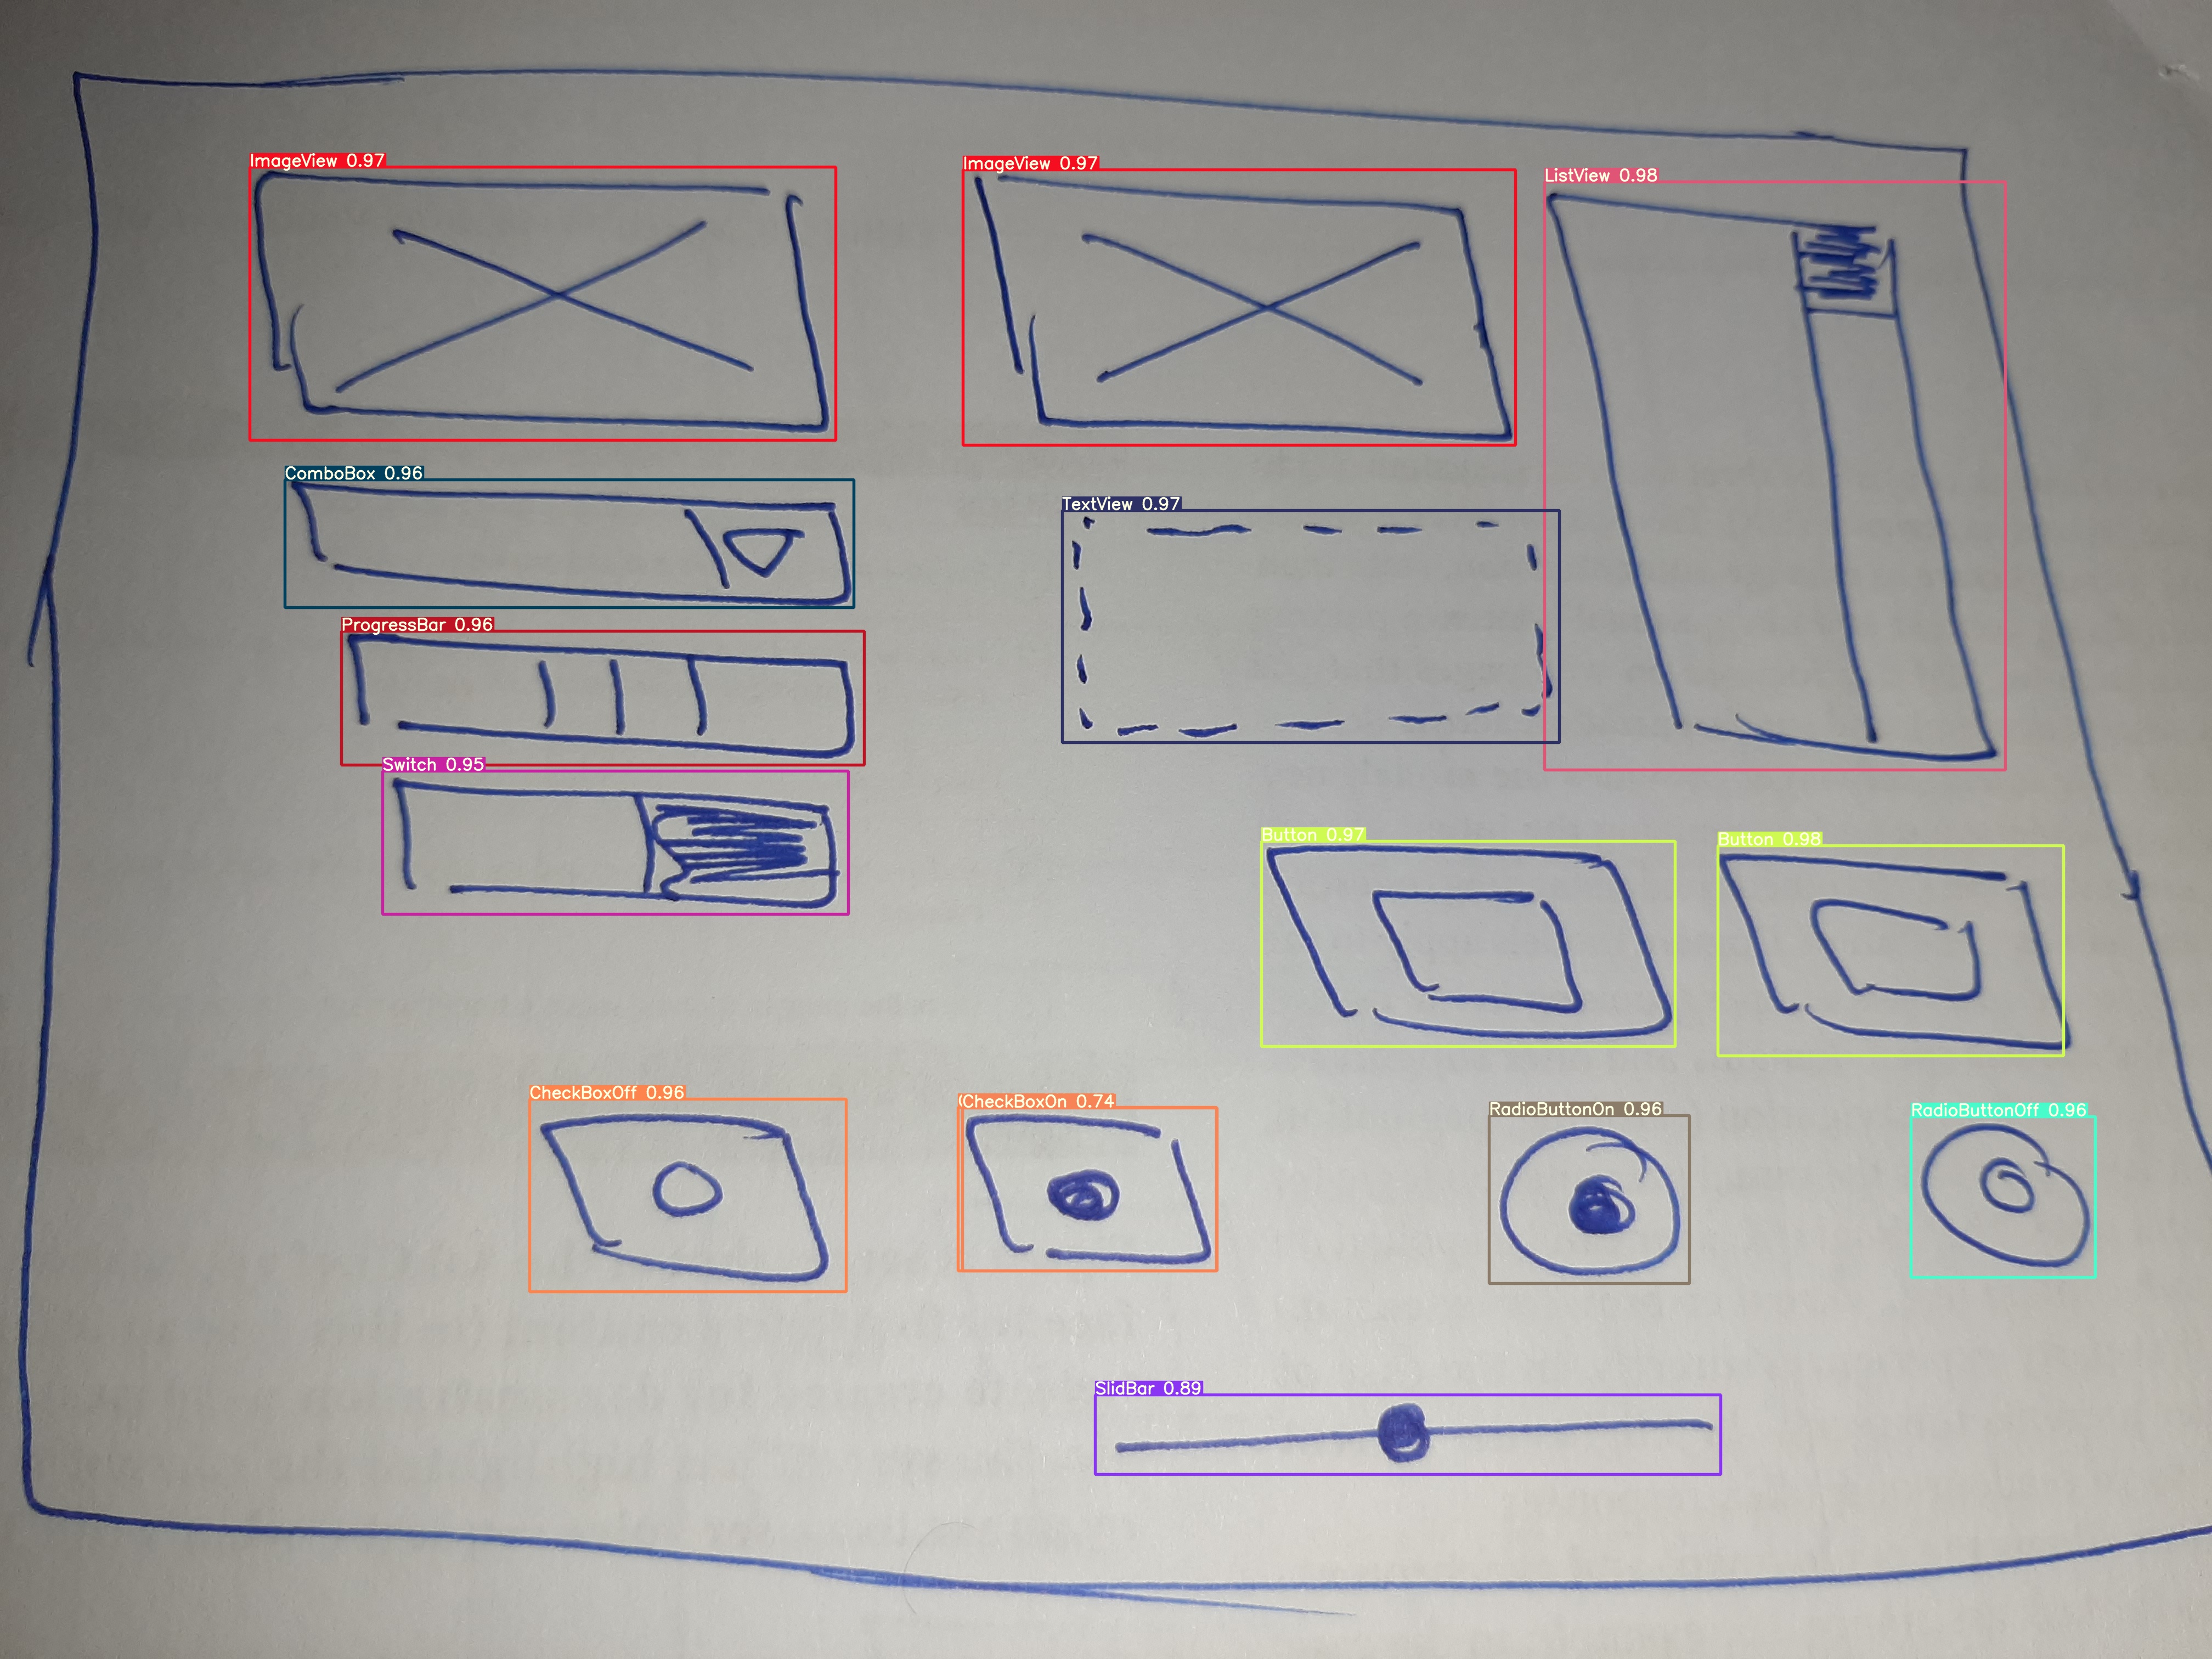 ImageView 0.97
ImageView 0.97
ListView 0.98
ComboBox 0.96
TextView 0.97
ProgressBar 0.96
Switch 0.95
Button 0.97
Button 0.98
CheckBoxOff 0.96
CheckBoxOn 0.74
RadioButtonOn 0.96
RadioButtonOff 0.96
SlidBar 0.89